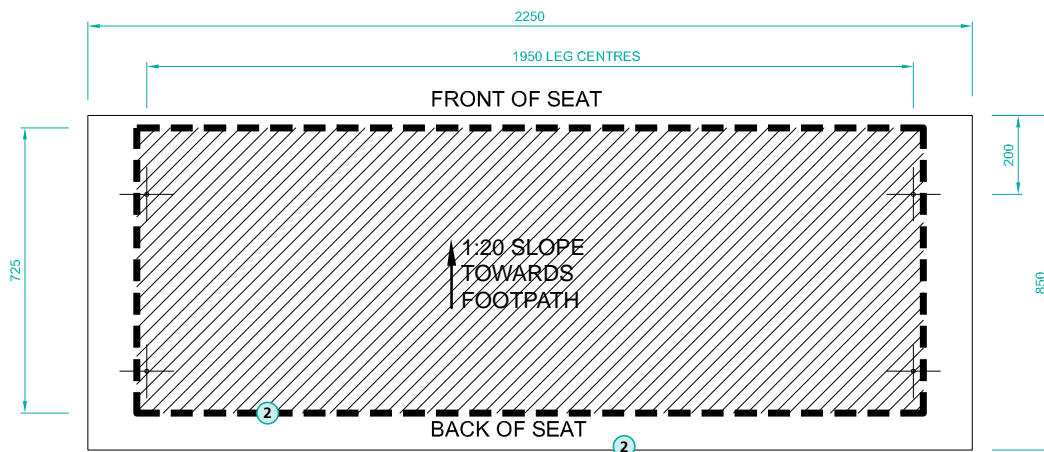 2250
1950 LEG CENTRES
FRONT OF SEAT
200
725
1:20 SLOPE
TOWARDS
FOOTPATH
850
2
BACK OF SEAT
2